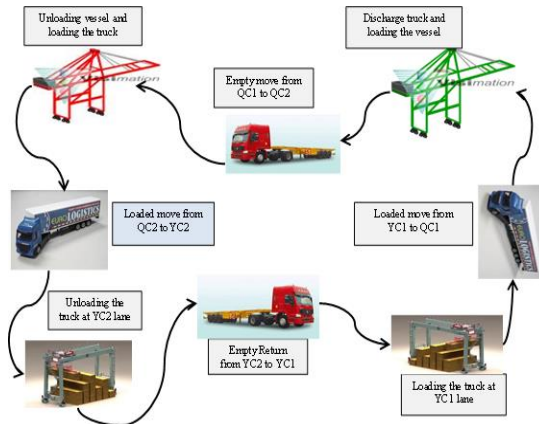 Unloading vessel and
loading the truck
Discharge truck and
loading the vessel
Empty move from
QC1 to QC2
Loaded move from
QC2 to YC2
Loaded move from
YC1 to QC1
EURO
LOGISTICS
Unloading the
truck at YC2 lane
Empty Return
from YC2 to YC1
Loading the truck at
YC1 lane